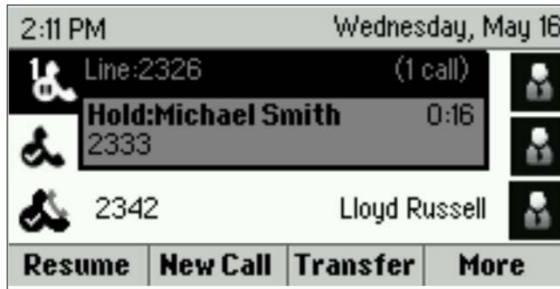 2:11 PM Wednesday, May 16
1 Line:2326 (1 call)
Hold:Michael Smith 0:16
2333
2342 Lloyd Russell
Resume New Call Transfer More